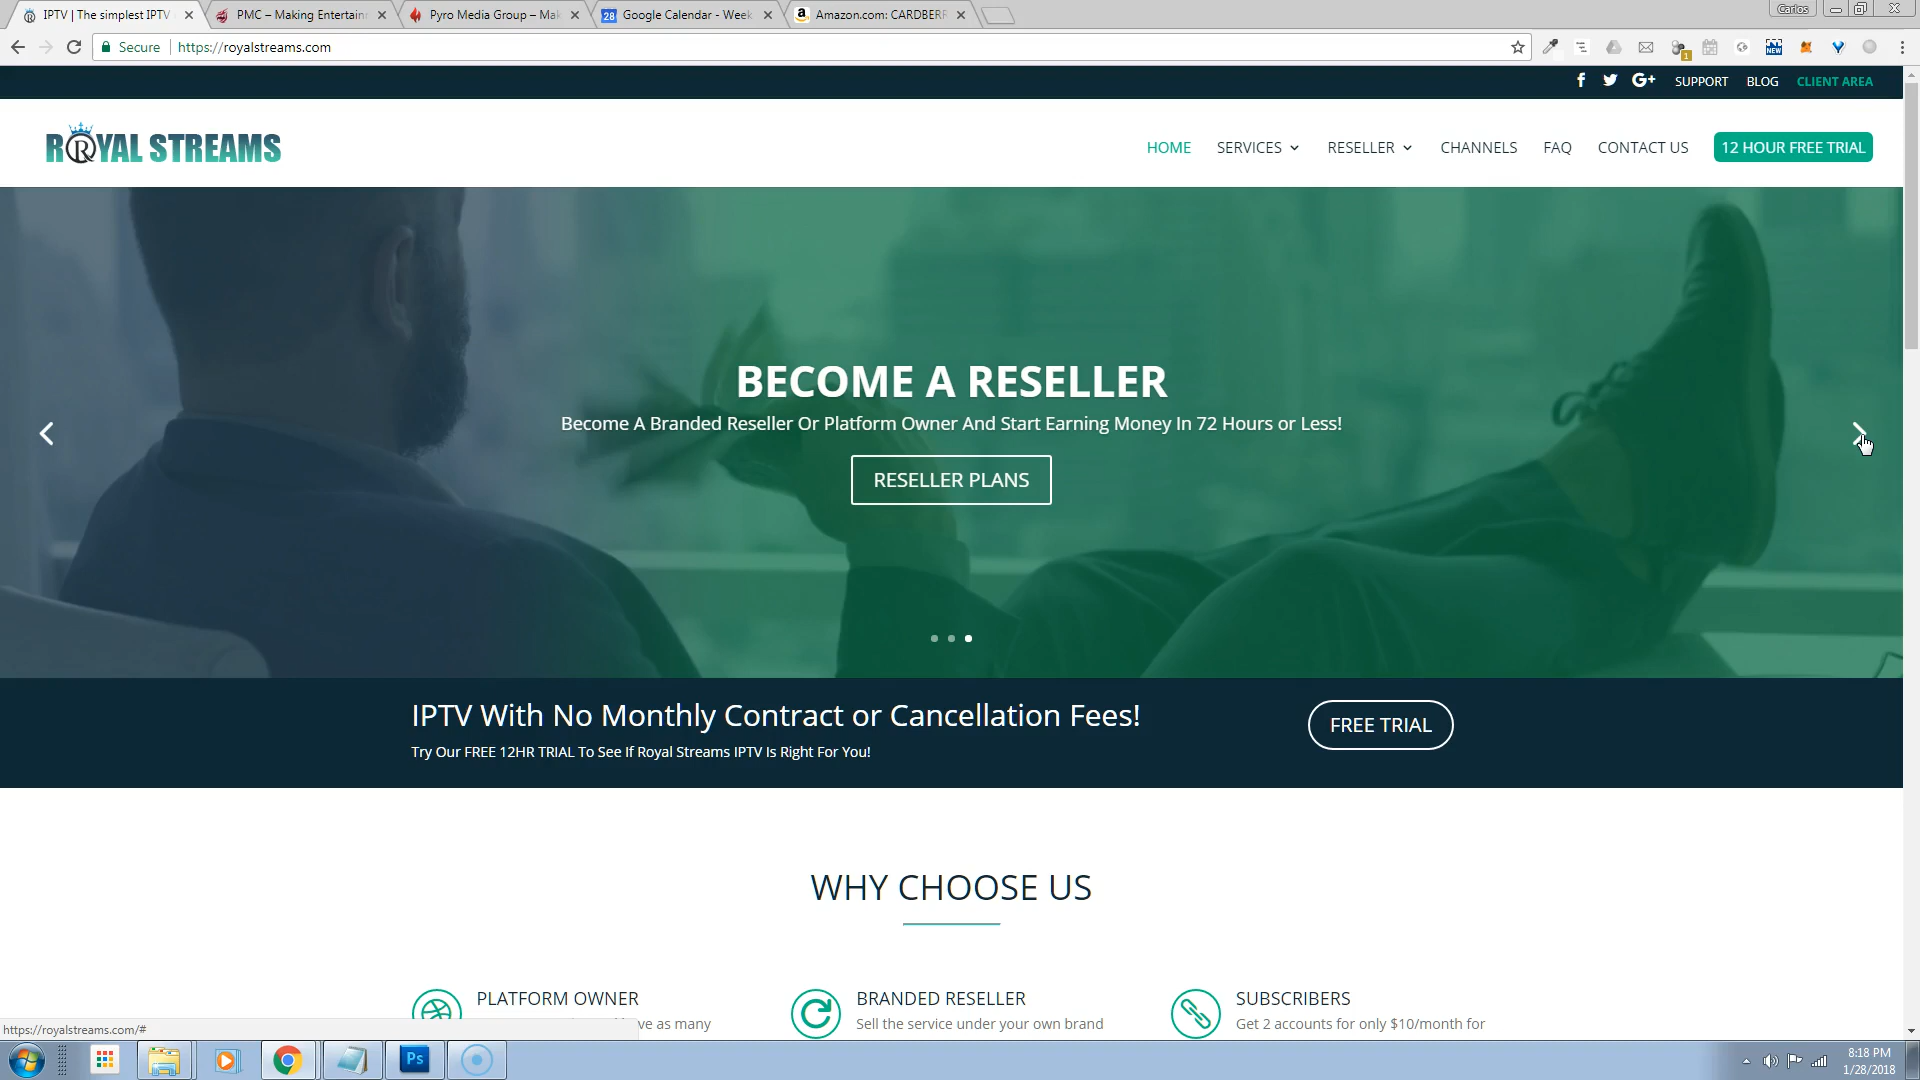 IPTV | The simplest IPTV
PMC – Making Entertainm
Pyro Media Group – Mak
Google Calendar - Week
Amazon.com: CARDBERR
Carlos
Secure
https://royalstreams.com
SUPPORT
BLOG
CLIENT AREA
ROYAL STREAMS
HOME
SERVICES
RESELLER
CHANNELS
FAQ
CONTACT US
12 HOUR FREE TRIAL
BECOME A RESELLER
Become A Branded Reseller Or Platform Owner And Start Earning Money In 72 Hours or Less!
RESELLER PLANS
IPTV With No Monthly Contract or Cancellation Fees!
Try Our FREE 12HR TRIAL To See If Royal Streams IPTV Is Right For You!
FREE TRIAL
WHY CHOOSE US
PLATFORM OWNER
as many
BRANDED RESELLER
Sell the service under your own brand
SUBSCRIBERS
Get 2 accounts for only $10/month for
https://royalstreams.com/#
Ps
8:18 PM
1/28/2018